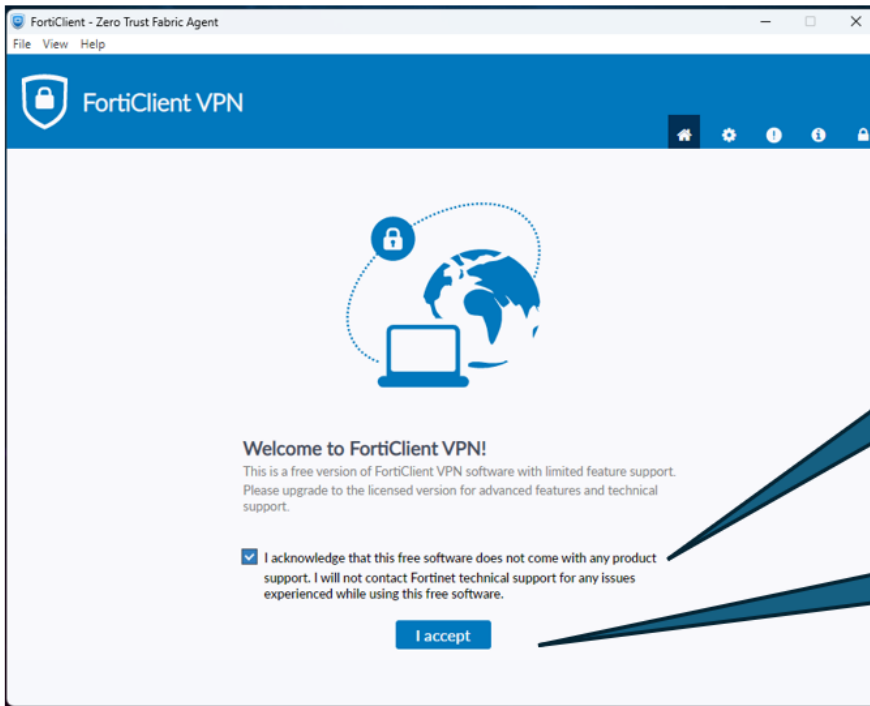 FortiClient - Zero Trust Fabric Agent
File View Help
FortiClient VPN
Welcome to FortiClient VPN!
This is a free version of FortiClient VPN software with limited feature support.
Please upgrade to the licensed version for advanced features and technical
support.
I acknowledge that this free software does not come with any product
support. I will not contact Fortinet technical support for any issues
experienced while using this free software.
I accept